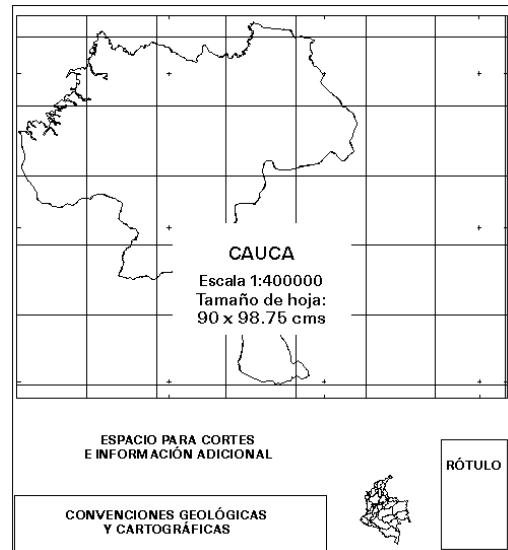 CAUCA
Escala 1:400000
Tamaño de hoja:
90 x 98.75 cms
ESPACIO PARA CORTES
E INFORMACIÓN ADICIONAL
RÓTULO
CONVENCIONES GEOLÓGICAS
Y CARTOGRÁFICAS